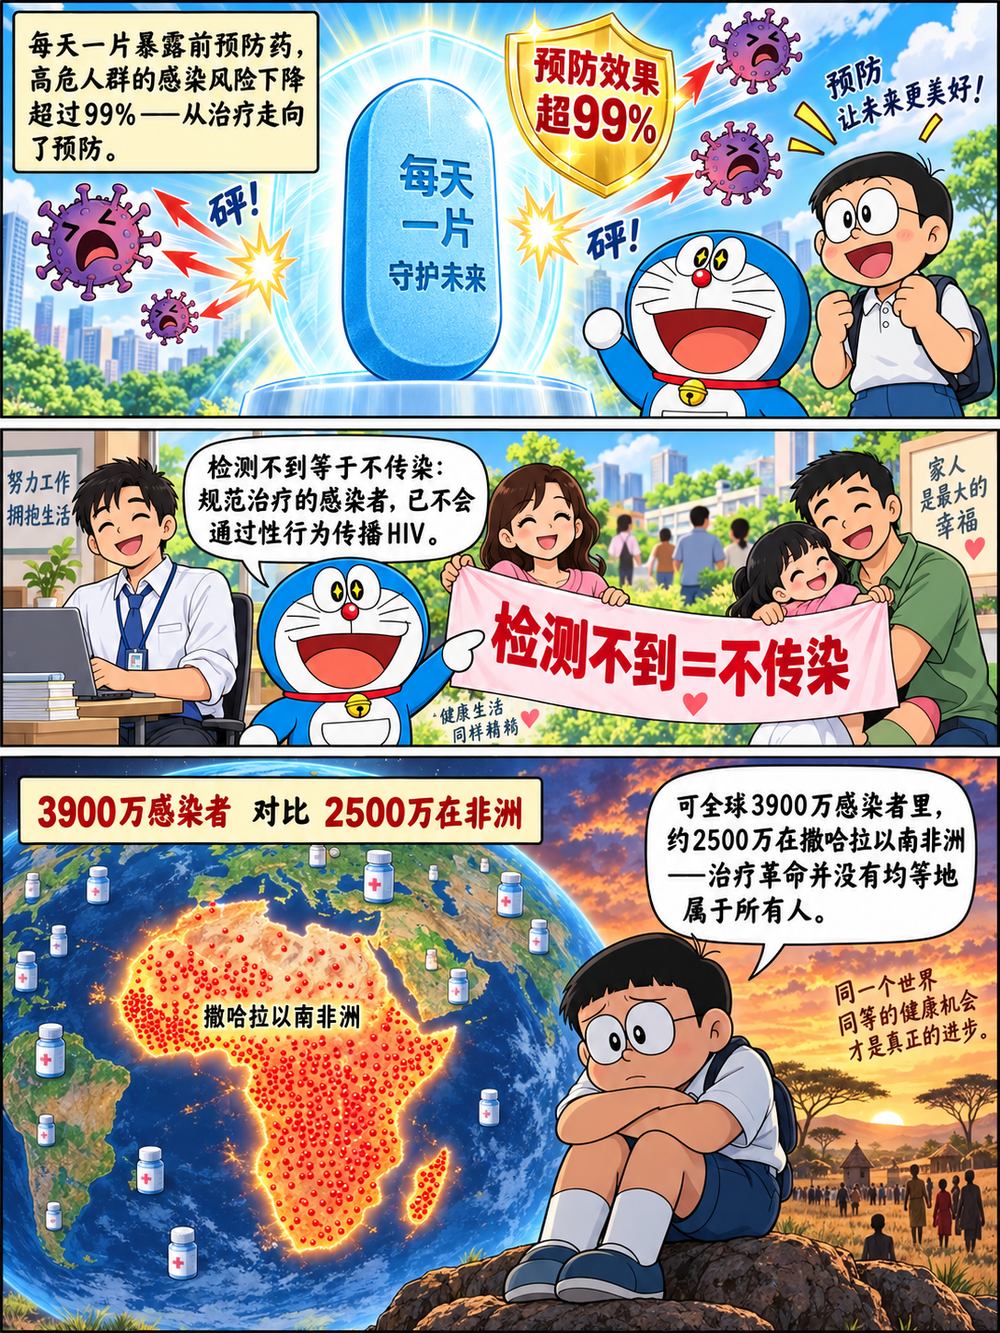 每天一片暴露前预防药，
高危人群的感染风险下降
超过99%——从治疗走向
了预防。
砰！
每天
一片
守护未来
预防效果
超99%
砰！
预防
让未来更美好！
努力工作
拥抱生活
检测不到等于不传染：
规范治疗的感染者，已不会
通过性行为传播HIV。
家人
是最大的
幸福
检测不到=不传染
健康生活
同样精彩
3900万感染者 对比 2500万在非洲
可全球3900万感染者里，
约2500万在撒哈拉以南非洲
——治疗革命并没有均等地
属于所有人。
撒哈拉以南非洲
同一个世界
同等的健康机会
才是真正的进步。